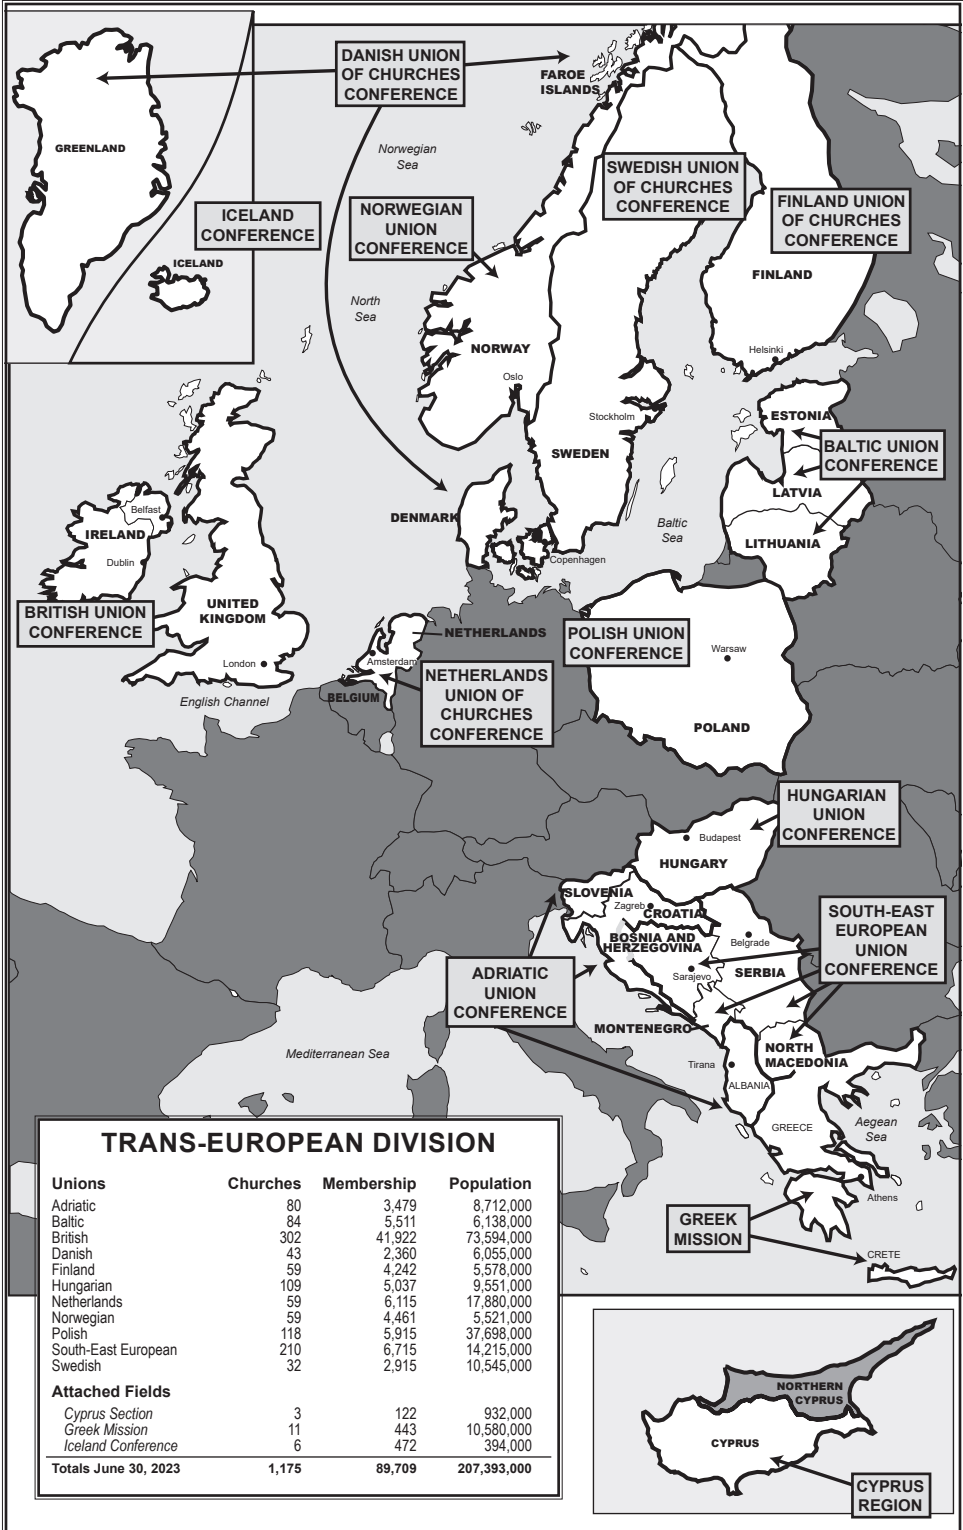 DANISH UNION
OF CHURCHES
CONFERENCE
FAROE
ISLANDS
GREENLAND
Norwegian
Sea
SWEDISH UNION
OF CHURCHES
CONFERENCE
NORWEGIAN
UNION
CONFERENCE
FINLAND UNION
OF CHURCHES
CONFERENCE
ICELAND
CONFERENCE
ICELAND
FINLAND
North
Sea
NORWAY
Helsinki
Oslo
Stockholm
ESTONIA
SWEDEN
BALTIC UNION
CONFERENCE
LATVIA
Belfast
DENMARK
Baltic
Sea
IRELAND
LITHUANIA
Dublin
Copenhagen
BRITISH UNION
CONFERENCE
UNITED
KINGDOM
NETHERLANDS
POLISH UNION
CONFERENCE
Warsaw
London
Amsterdam
NETHERLANDS
UNION OF
CHURCHES
CONFERENCE
English Channel
BELGIUM
POLAND
HUNGARIAN
UNION
CONFERENCE
Budapest
HUNGARY
SLOVENIA
Zagreb
CROATIA
SOUTH-EAST
EUROPEAN
UNION
CONFERENCE
BOSNIA AND
HERZEGOVINA
Belgrade
ADRIATIC
UNION
CONFERENCE
Sarajevo
SERBIA
MONTENEGRO
Mediterranean Sea
NORTH
MACEDONIA
Tirana
ALBANIA
GREECE
Aegean
Sea
Athens
GREEK
MISSION
CRETE
TRANS-EUROPEAN DIVISION
Unions Churches Membership Population
Adriatic 80 3,479 8,712,000
Baltic 84 5,511 6,138,000
British 302 41,922 73,594,000
Danish 43 2,360 6,055,000
Finland 59 4,242 5,578,000
Hungarian 109 5,037 9,551,000
Netherlands 59 6,115 17,880,000
Norwegian 59 4,461 5,521,000
Polish 118 5,915 37,698,000
South-East European 210 6,715 14,215,000
Swedish 32 2,915 10,545,000
Attached Fields
Cyprus Section 3 122 932,000
Greek Mission 11 443 10,580,000
Iceland Conference 6 472 394,000
Totals June 30, 2023 1,175 89,709 207,393,000
NORTHERN
CYPRUS
CYPRUS
CYPRUS
REGION